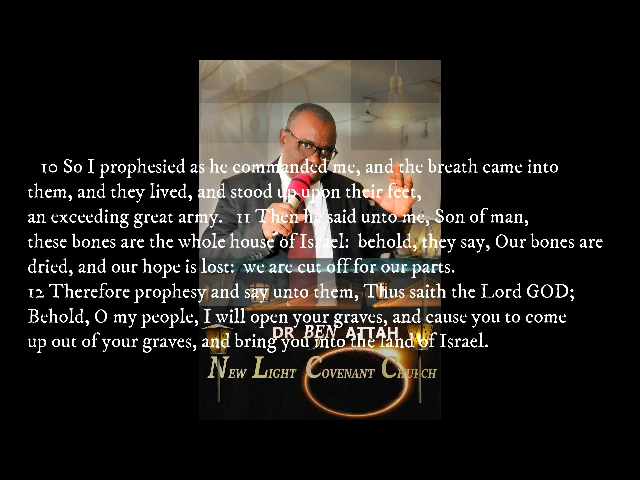 10 So I prophesied as he commanded me, and the breath came into
them, and they lived, and stood up upon their feet,
an exceeding great army. 11 Then he said unto me, Son of man,
these bones are the whole house of Israel: behold, they say, Our bones are
dried, and our hope is lost: we are cut off for our parts.
12 Therefore prophesy and say unto them, Thus saith the Lord GOD;
Behold, O my people, I will open your graves, and cause you to come
up out of your graves, and bring you into the land of Israel.
DR BEN ATTAH
New Light Covenant Church